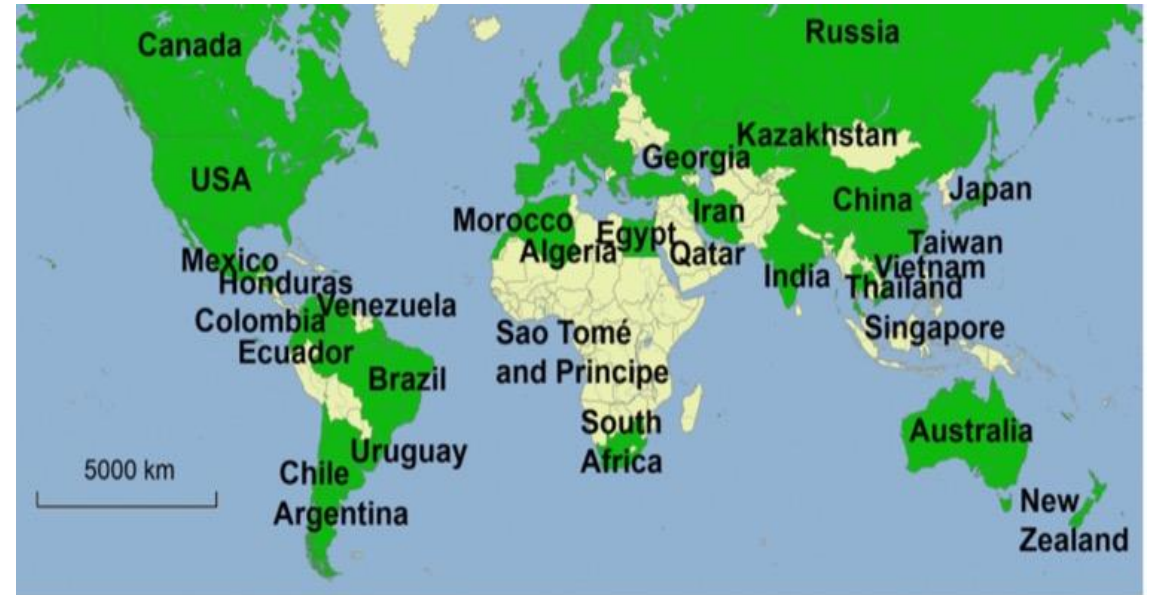 Canada
Russia
Kazakhstan
Georgia
USA
Japan
China
Iran
Morocco
Egypt
Algeria
Qatar
Taiwan
Mexico
Vietnam
India
Honduras
Thailand
Venezuela
Colombia
Singapore
Sao Tomé
Ecuador
and Principe
Brazil
South
Australia
Uruguay
Africa
5000 km
Chile
New
Argentina
Zealand